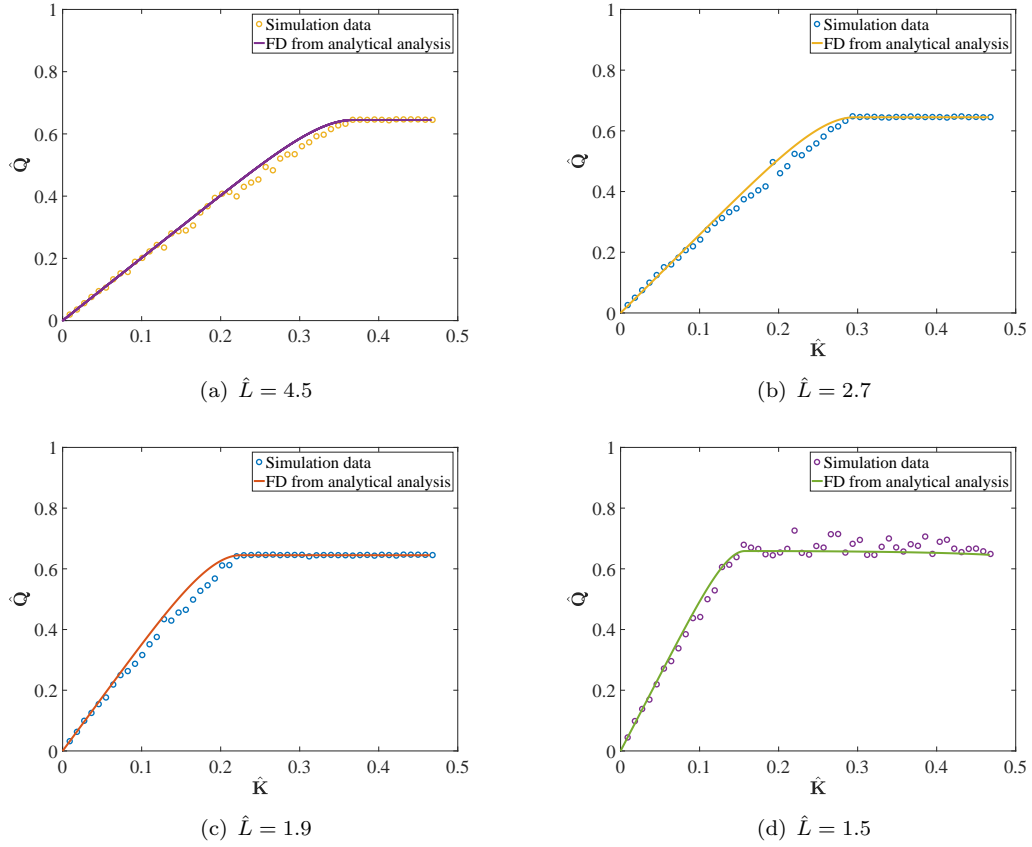 1
0.8
0.6
0.4
0.2
0
Q̂
0 0.1 0.2 0.3 0.4 0.5
Simulation data
FD from analytical analysis
(a) L̂ = 4.5
1
0.8
0.6
0.4
0.2
0
Q̂
0 0.1 0.2 0.3 0.4 0.5
K̂
Simulation data
FD from analytical analysis
(b) L̂ = 2.7
1
0.8
0.6
0.4
0.2
0
Q̂
0 0.1 0.2 0.3 0.4 0.5
K̂
Simulation data
FD from analytical analysis
(c) L̂ = 1.9
1
0.8
0.6
0.4
0.2
0
Q̂
0 0.1 0.2 0.3 0.4 0.5
K̂
Simulation data
FD from analytical analysis
(d) L̂ = 1.5